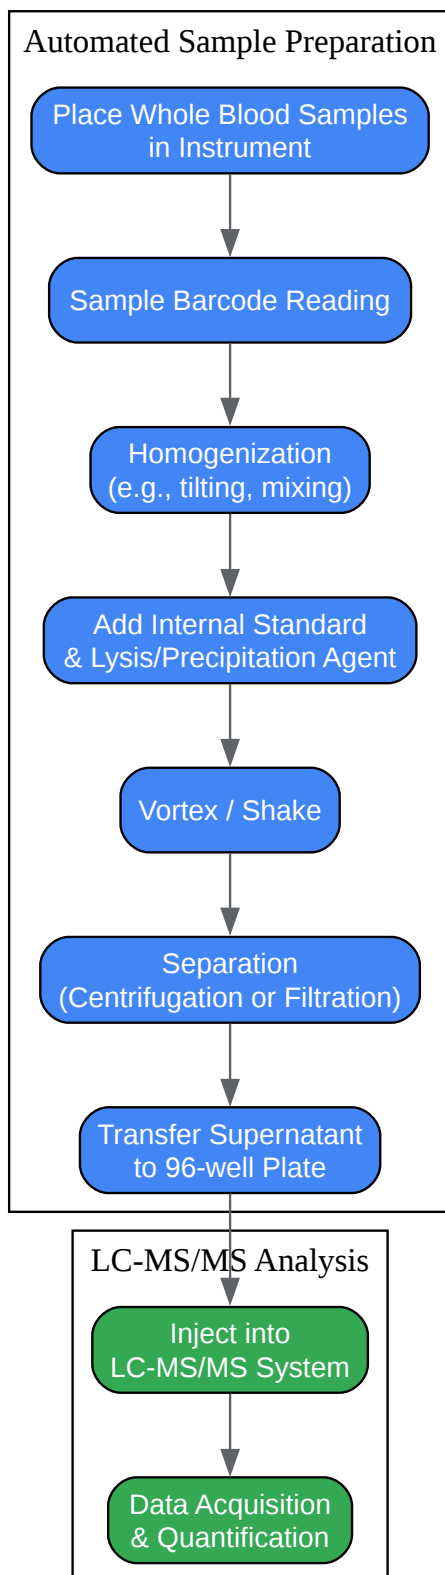 Automated Sample Preparation
Place Whole Blood Samples
in Instrument
Sample Barcode Reading
Homogenization
(e.g., tilting, mixing)
Add Internal Standard
& Lysis/Precipitation Agent
Vortex / Shake
Separation
(Centrifugation or Filtration)
Transfer Supernatant
to 96-well Plate
LC-MS/MS Analysis
Inject into
LC-MS/MS System
Data Acquisition
& Quantification